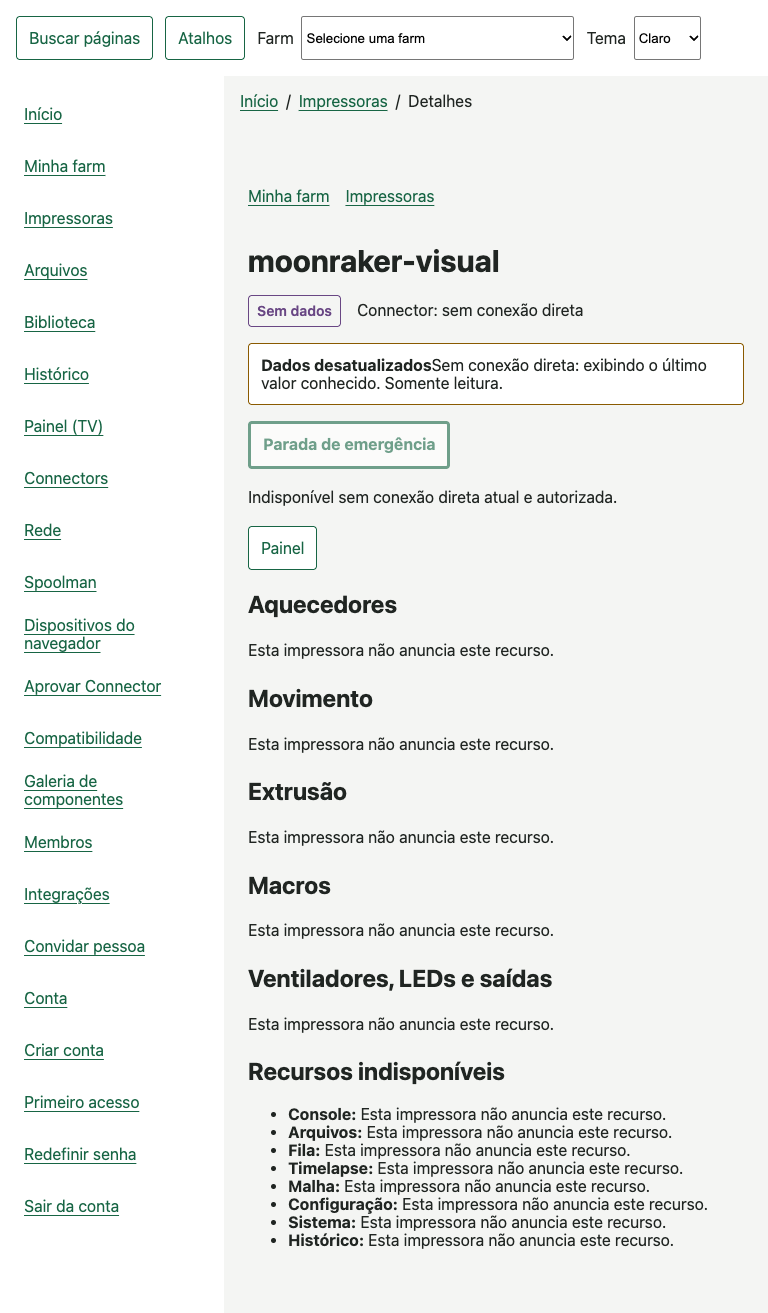 Buscar páginas
Atalhos
Farm
Selecione uma farm
Tema
Claro
Início
Minha farm
Impressoras
Arquivos
Biblioteca
Histórico
Painel (TV)
Connectors
Rede
Spoolman
Dispositivos do
navegador
Aprovar Connector
Compatibilidade
Galeria de
componentes
Membros
Integrações
Convidar pessoa
Conta
Criar conta
Primeiro acesso
Redefinir senha
Sair da conta
Início / Impressoras / Detalhes
Minha farm Impressoras
moonraker-visual
Sem dados Connector: sem conexão direta
Dados desatualizadosSem conexão direta: exibindo o último
valor conhecido. Somente leitura.
Parada de emergência
Indisponível sem conexão direta atual e autorizada.
Painel
Aquecedores
Esta impressora não anuncia este recurso.
Movimento
Esta impressora não anuncia este recurso.
Extrusão
Esta impressora não anuncia este recurso.
Macros
Esta impressora não anuncia este recurso.
Ventiladores, LEDs e saídas
Esta impressora não anuncia este recurso.
Recursos indisponíveis
• Console: Esta impressora não anuncia este recurso.
• Arquivos: Esta impressora não anuncia este recurso.
• Fila: Esta impressora não anuncia este recurso.
• Timelapse: Esta impressora não anuncia este recurso.
• Malha: Esta impressora não anuncia este recurso.
• Configuração: Esta impressora não anuncia este recurso.
• Sistema: Esta impressora não anuncia este recurso.
• Histórico: Esta impressora não anuncia este recurso.